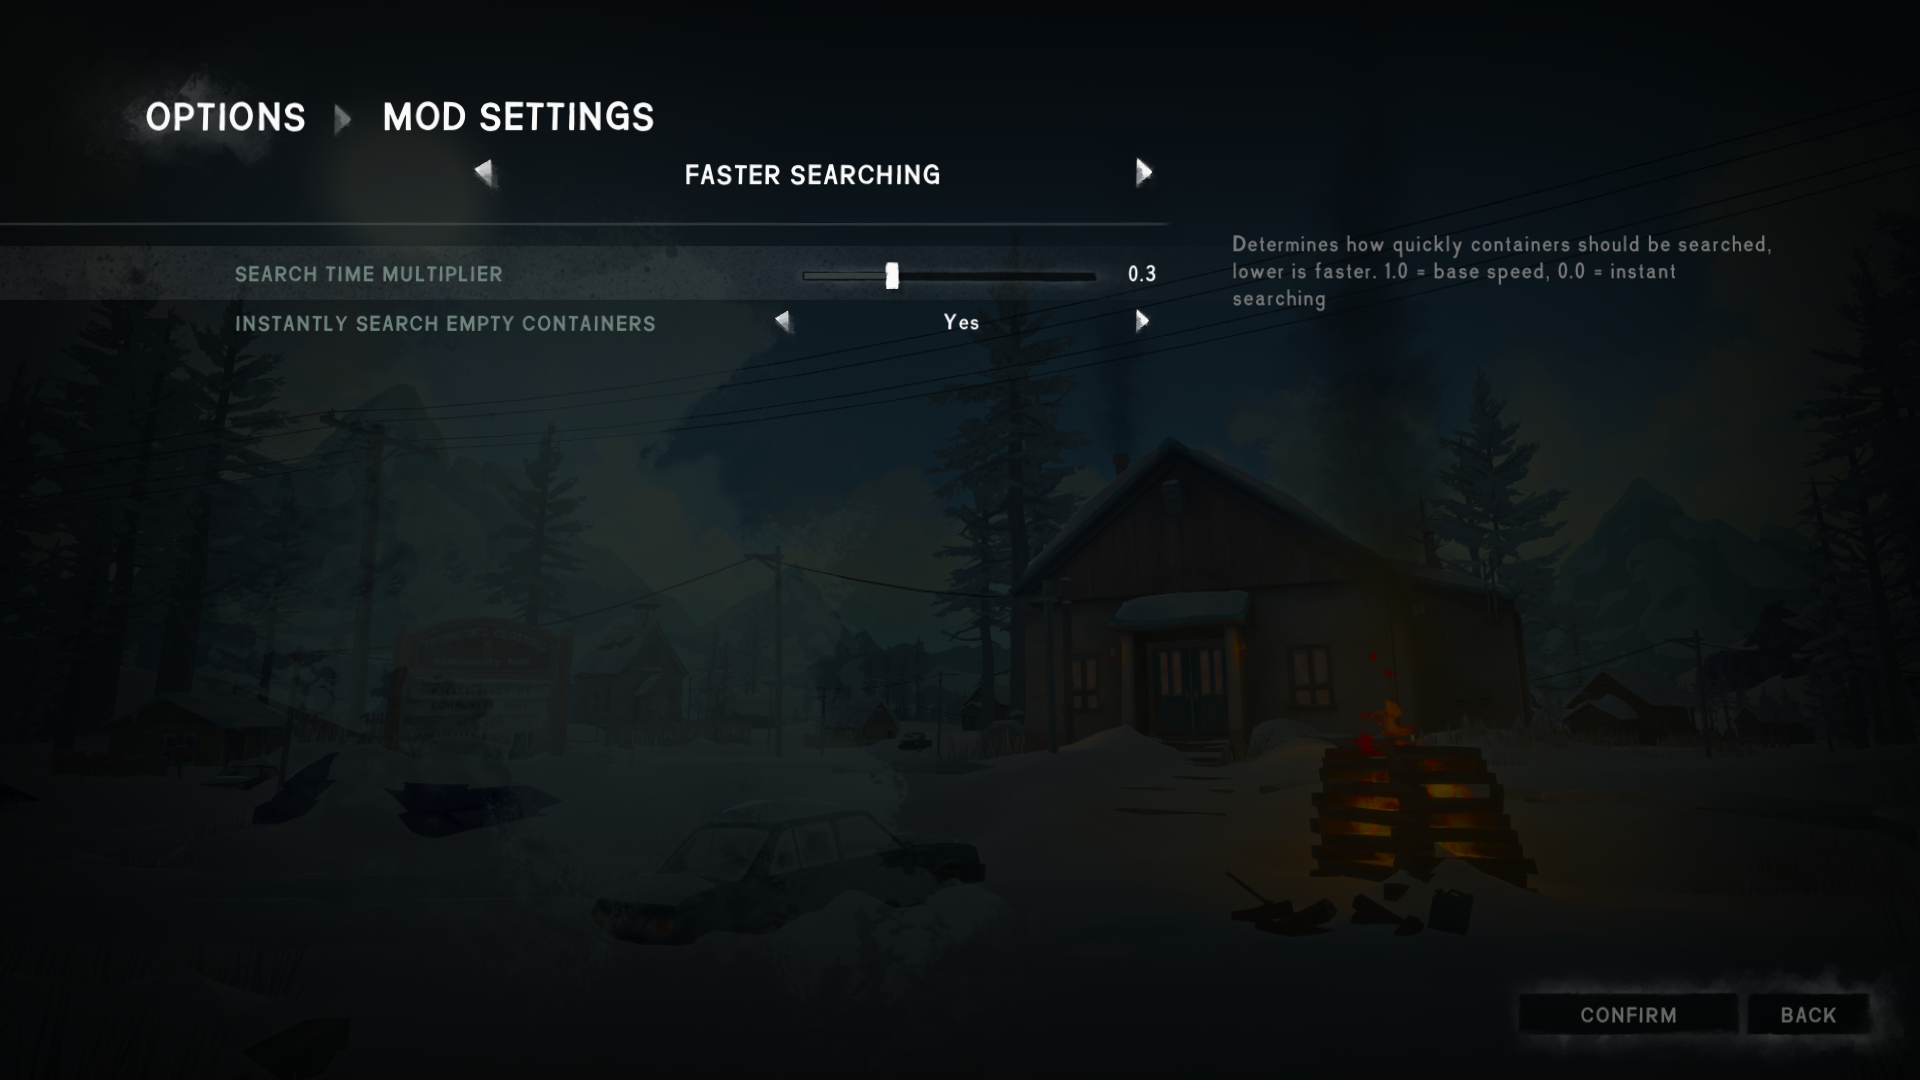 OPTIONS MOD SETTINGS
FASTER SEARCHING
SEARCH TIME MULTIPLIER 0.3
INSTANTLY SEARCH EMPTY CONTAINERS Yes
Determines how quickly containers should be searched,
lower is faster. 1.0 = base speed, 0.0 = instant
searching
CONFIRM BACK